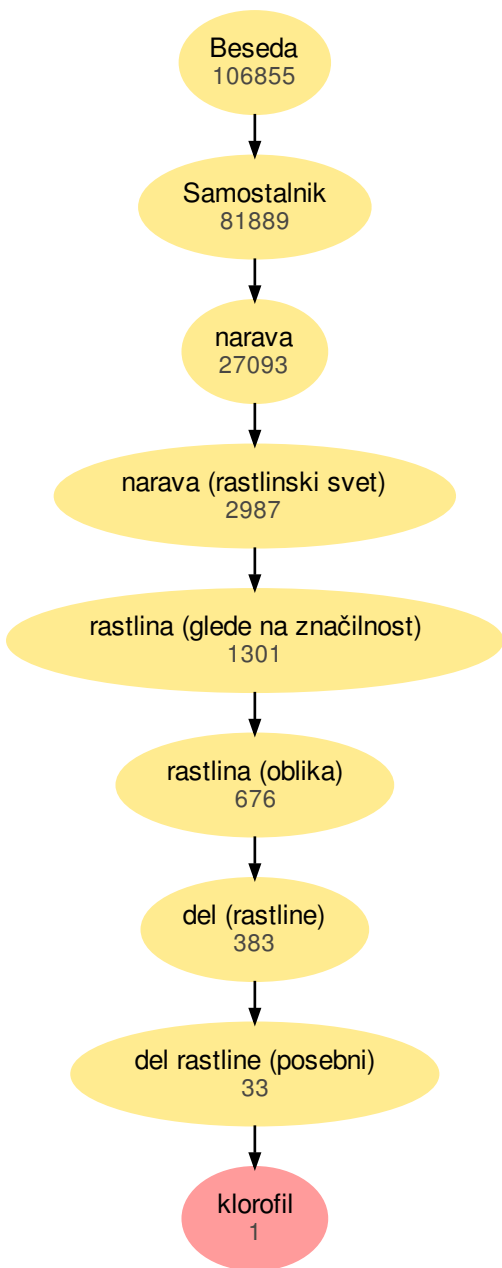 Beseda
106855
Samostalnik
81889
narava
27093
narava (rastlinski svet)
2987
rastlina (glede na značilnost)
1301
rastlina (oblika)
676
del (rastline)
383
del rastline (posebni)
33
klorofil
1